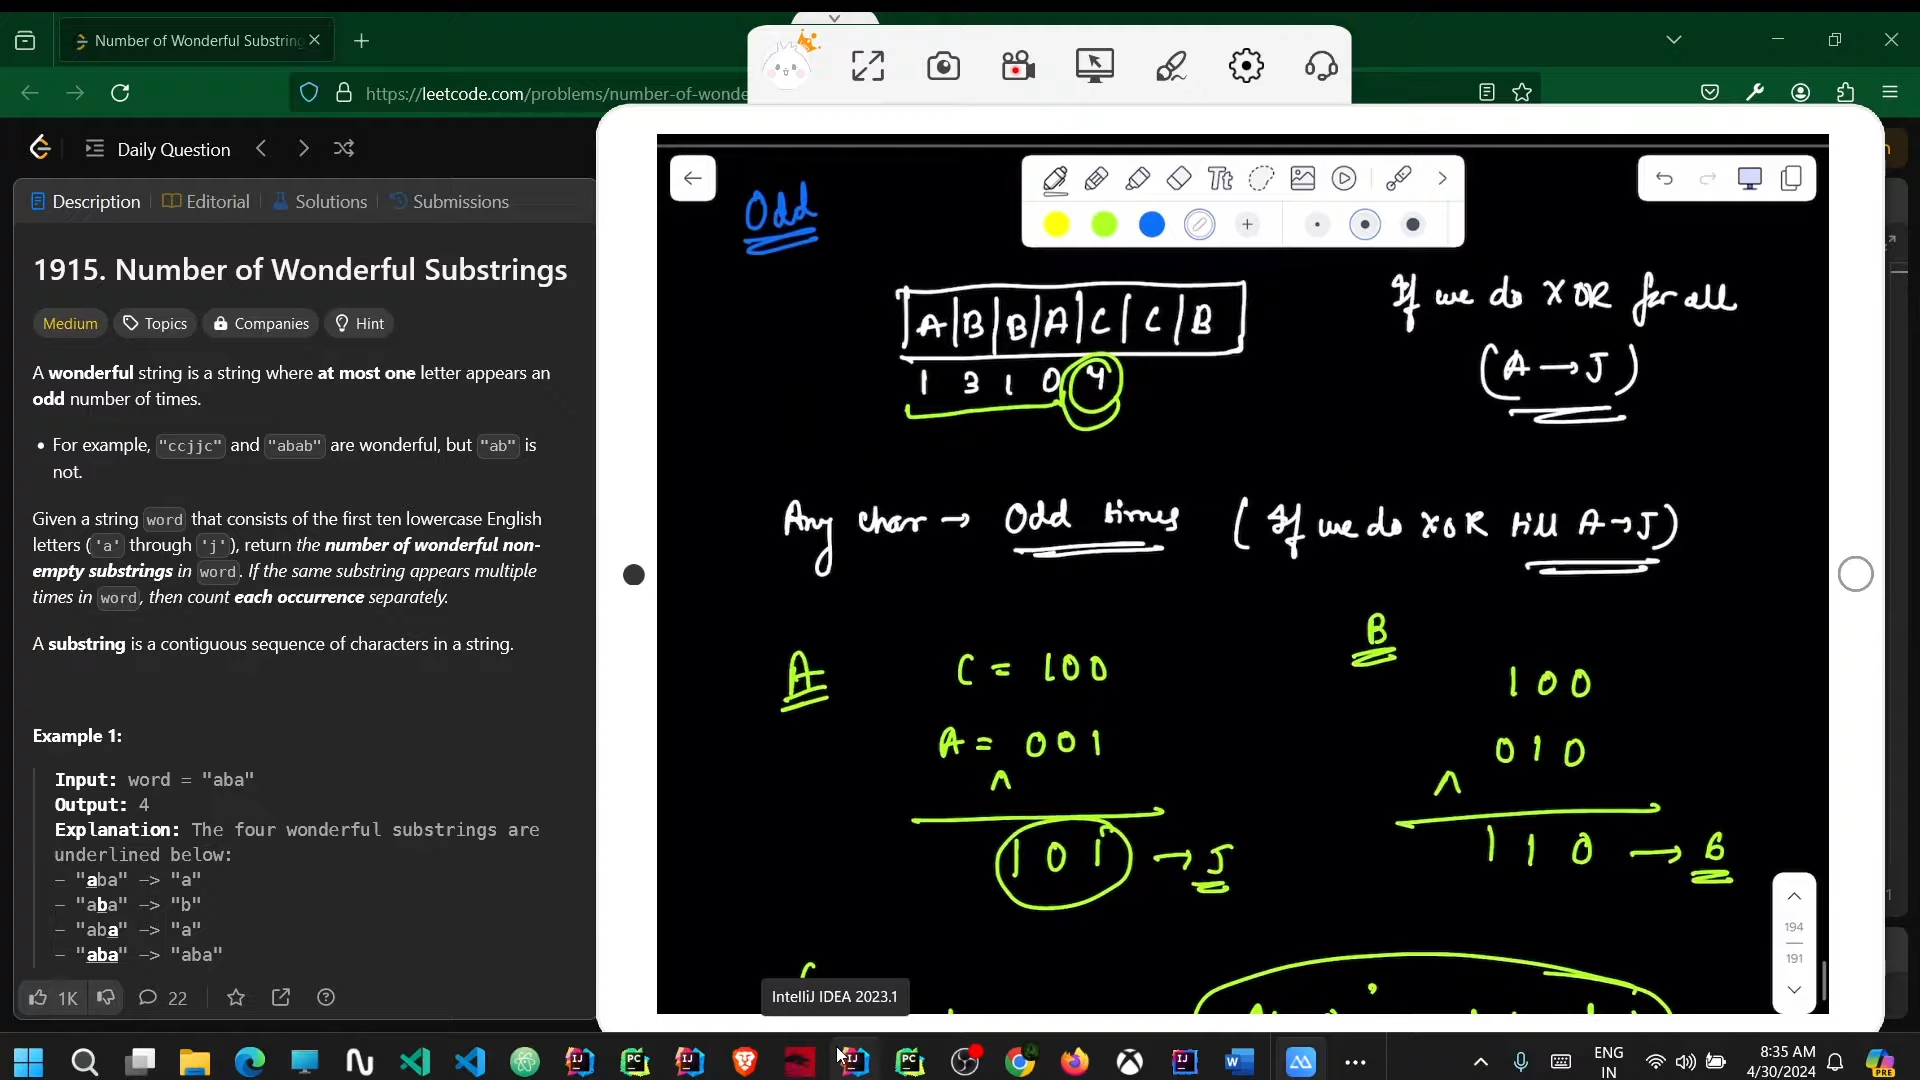 Number of Wonderful Substring
https://leetcode.com/problems/number-of-wonde
Daily Question
Description
Editorial
Solutions
Submissions
1915. Number of Wonderful Substrings
Medium
Topics
Companies
Hint
A wonderful string is a string where at most one letter appears an
odd number of times.
• For example, "ccjjc" and "abab" are wonderful, but "ab" is
not.
Given a string word that consists of the first ten lowercase English
letters ('a' through 'j'), return the number of wonderful non-
empty substrings in word. If the same substring appears multiple
times in word, then count each occurrence separately.
A substring is a contiguous sequence of characters in a string.
Example 1:
Input: word = "aba"
Output: 4
Explanation: The four wonderful substrings are
underlined below:
- "aba" -> "a"
- "aba" -> "b"
- "aba" -> "a"
- "aba" -> "aba"
1K
22
Tt
Odd
A|B|B|A|C|C|B
1 3 1 0 4
If we do XOR for all
(A → J)
Any char → Odd times (If we do XOR till A→J)
A
C = 100
A = 001
^
101 → 5
B
100
010
^
110 → 6
194
191
IntelliJ IDEA 2023.1
ENG
IN
8:35 AM
4/30/2024